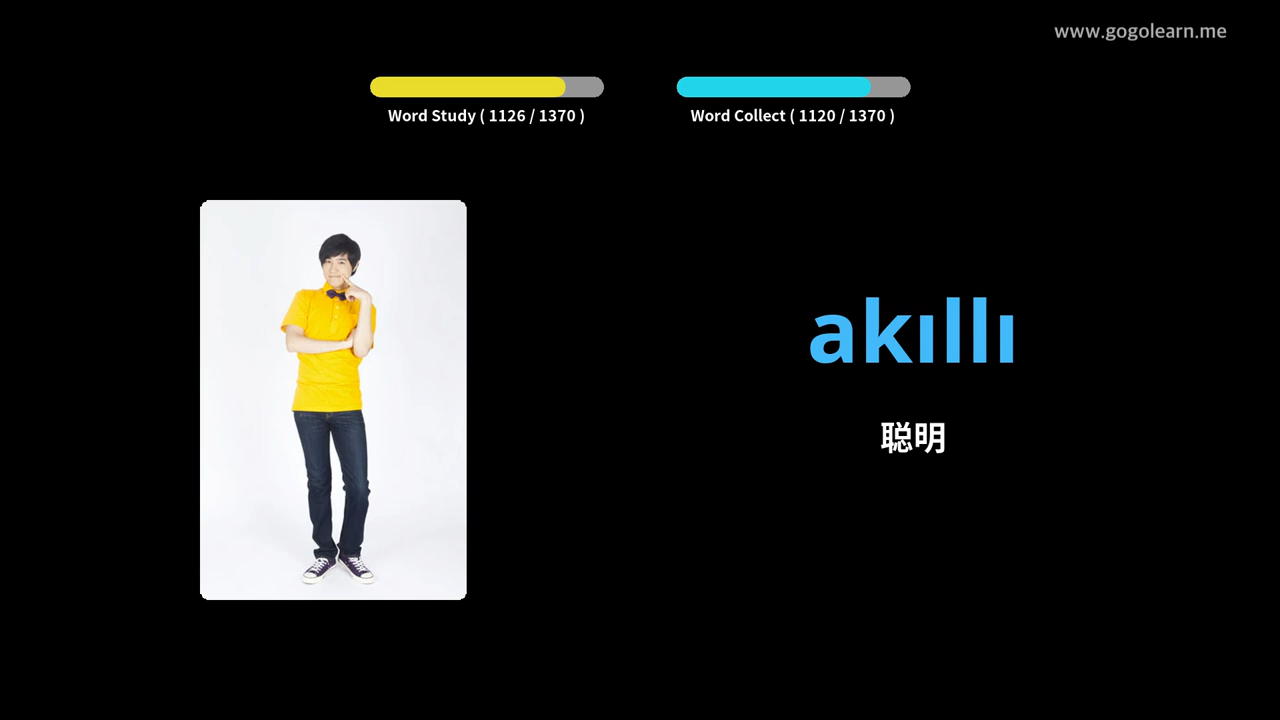 www.gogolearn.me
Word Study ( 1126 / 1370 )
Word Collect ( 1120 / 1370 )
akıllı
聪明